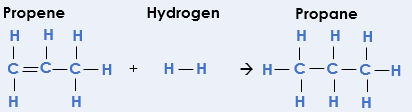 Propene Hydrogen Propane
H H H H H H
C=C—C—H + H—H → H—C—C—C—H
H H H H H